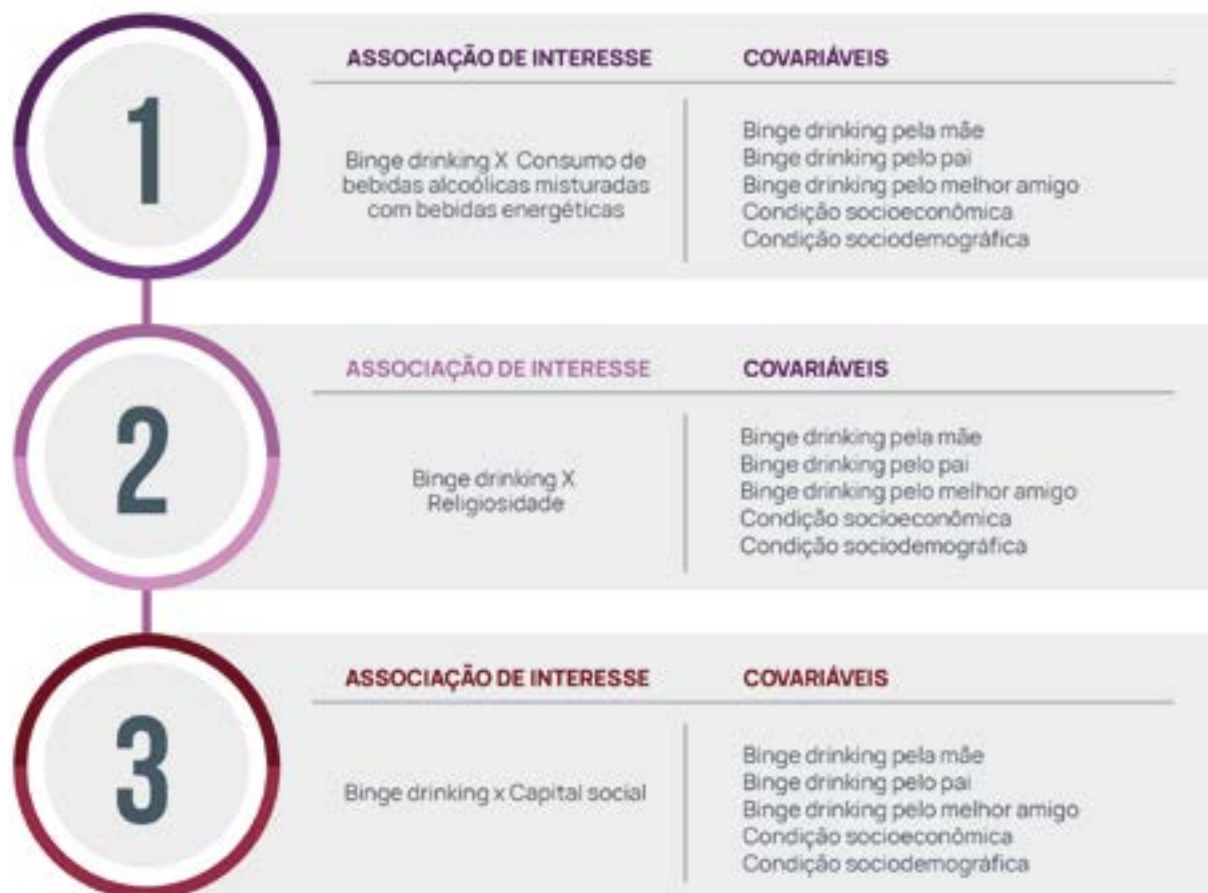 1
ASSOCIAÇÃO DE INTERESSE
COVARIÁVEIS
Binge drinking X Consumo de
bebidas alcoólicas misturadas
com bebidas energéticas
Binge drinking pela mãe
Binge drinking pelo pai
Binge drinking pelo melhor amigo
Condição socioeconômica
Condição sociodemográfica
2
ASSOCIAÇÃO DE INTERESSE
COVARIÁVEIS
Binge drinking X
Religiosidade
Binge drinking pela mãe
Binge drinking pelo pai
Binge drinking pelo melhor amigo
Condição socioeconômica
Condição sociodemográfica
3
ASSOCIAÇÃO DE INTERESSE
COVARIÁVEIS
Binge drinking x Capital social
Binge drinking pela mãe
Binge drinking pelo pai
Binge drinking pelo melhor amigo
Condição socioeconômica
Condição sociodemográfica